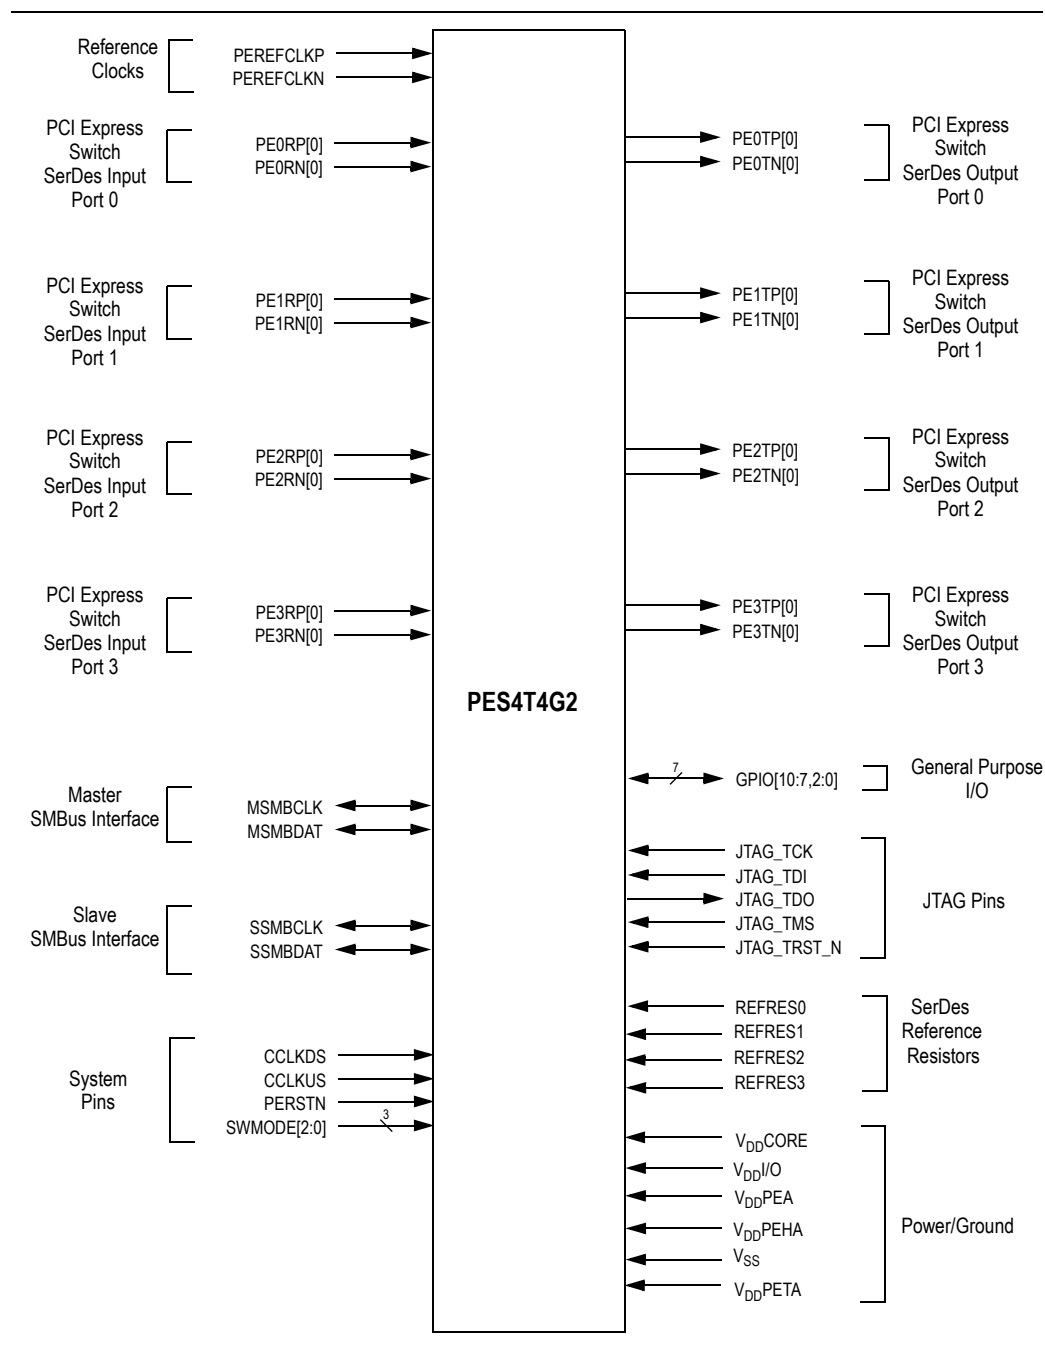 Reference
Clocks
PEREFCLKP
PEREFCLKN
PCI Express
Switch
SerDes Input
Port 0
PE0RP[0]
PE0RN[0]
PE0TP[0]
PE0TN[0]
PCI Express
Switch
SerDes Output
Port 0
PCI Express
Switch
SerDes Input
Port 1
PE1RP[0]
PE1RN[0]
PE1TP[0]
PE1TN[0]
PCI Express
Switch
SerDes Output
Port 1
PCI Express
Switch
SerDes Input
Port 2
PE2RP[0]
PE2RN[0]
PE2TP[0]
PE2TN[0]
PCI Express
Switch
SerDes Output
Port 2
PCI Express
Switch
SerDes Input
Port 3
PE3RP[0]
PE3RN[0]
PE3TP[0]
PE3TN[0]
PCI Express
Switch
SerDes Output
Port 3
PES4T4G2
Master
SMBus Interface
MSMBCLK
MSMBDAT
7
GPIO[10:7,2:0]
General Purpose
I/O
Slave
SMBus Interface
SSMBCLK
SSMBDAT
JTAG_TCK
JTAG_TDI
JTAG_TDO
JTAG_TMS
JTAG_TRST_N
JTAG Pins
System
Pins
CCLKDS
CCLKUS
PERSTN
SWMODE[2:0]
3
REFRES0
REFRES1
REFRES2
REFRES3
SerDes
Reference
Resistors
VDDCORE
VDDI/O
VDDPEA
VDDPEHA
VSS
VDDPETA
Power/Ground